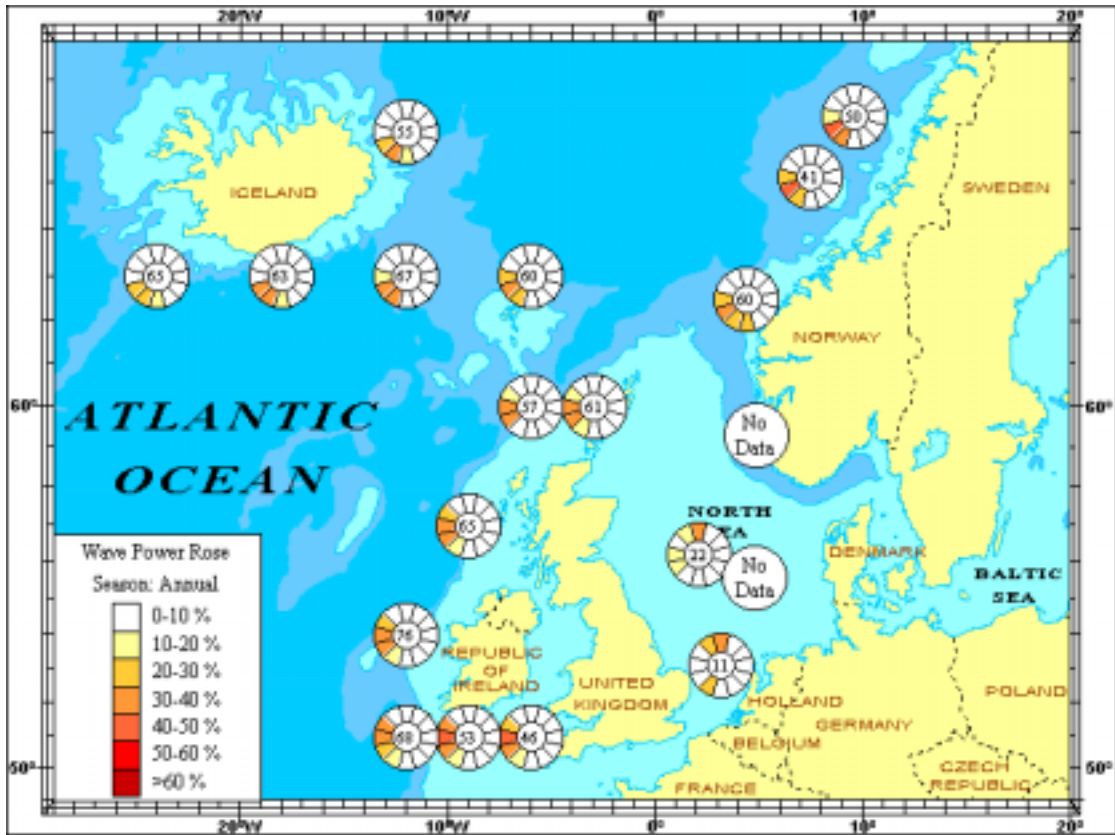 20°W 10°W 0° 10° 20°
55
50
41
ICELAND
SWEDEN
65 63 67 60
60
NORWAY
60° 57 61 60°
ATLANTIC
OCEAN
No
Data
65
NORTH
EA
22
No
Data
DENMARK
BALTIC
SEA
Wave Power Rose
Season: Annual
0-10 %
10-20 %
20-30 %
30-40 %
40-50 %
50-60 %
>60 %
76
REPUBLIC
OF
IRELAND
UNITED
KINGDOM
11
HOLLAND
BELGIUM
GERMANY
POLAND
68 53 46
50° 50°
FRANCE
CZECH
REPUBLIC
20°W 10°W 0° 10° 20°